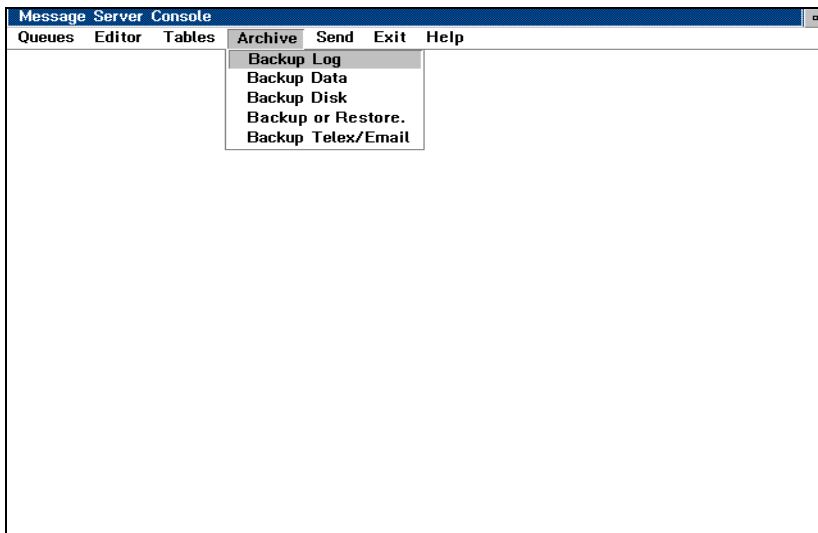 Message Server Console
Queues Editor Tables Archive Send Exit Help
Backup Log
Backup Data
Backup Disk
Backup or Restore.
Backup Telex/Email